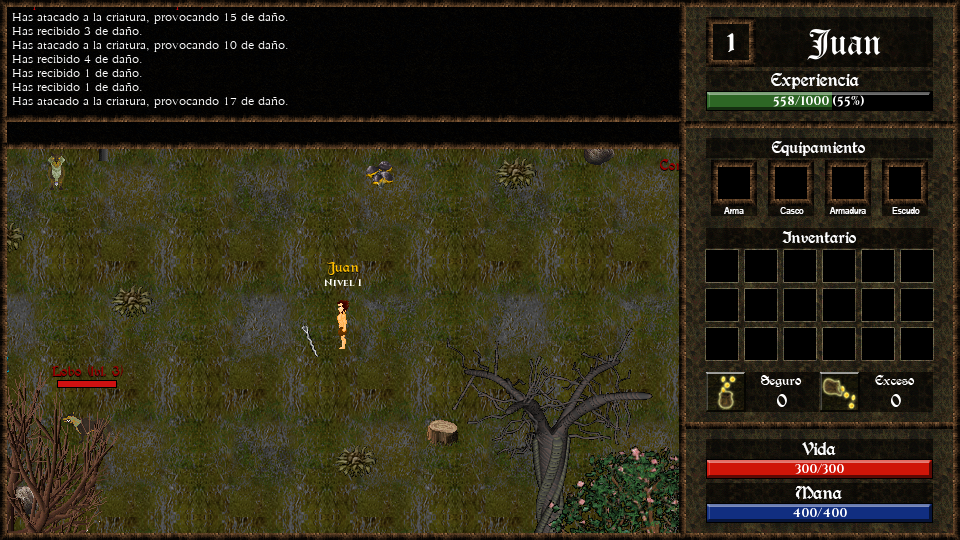 Has atacado a la criatura, provocando 15 de daño.
Has recibido 3 de daño.
Has atacado a la criatura, provocando 10 de daño.
Has recibido 4 de daño.
Has recibido 1 de daño.
Has recibido 1 de daño.
Has atacado a la criatura, provocando 17 de daño.
Juan
Nivel 1
1
Juan
Experiencia
558/1000 (55%)
Equipamiento
Arma Casco Armadura Escudo
Inventario
Seguro
0
Exceso
0
Vida
300/300
Mana
400/400